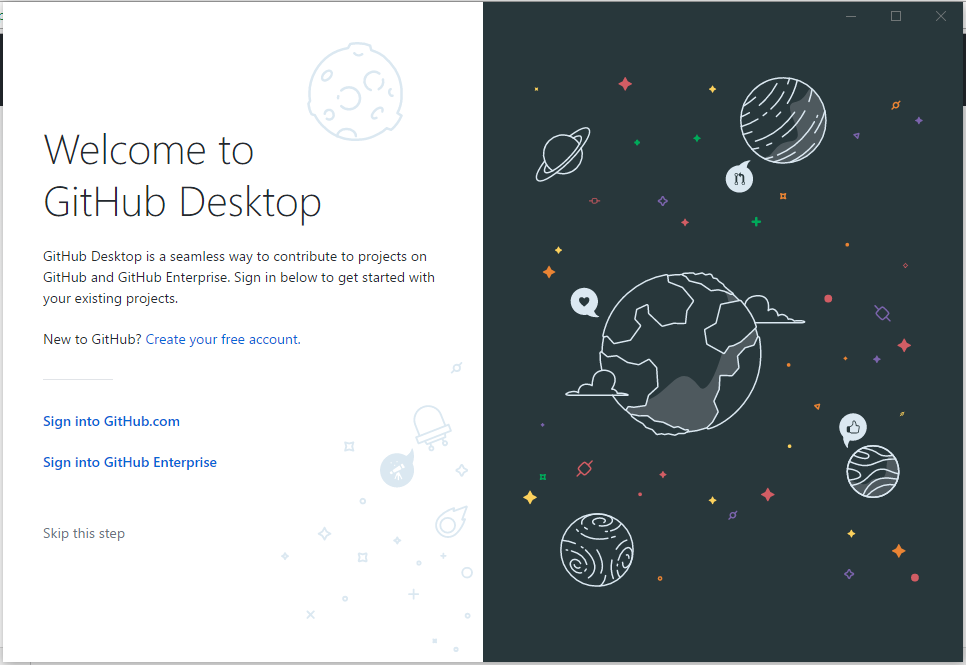 Welcome to
GitHub Desktop
GitHub Desktop is a seamless way to contribute to projects on
GitHub and GitHub Enterprise. Sign in below to get started with
your existing projects.
New to GitHub? Create your free account.
Sign into GitHub.com
Sign into GitHub Enterprise
Skip this step